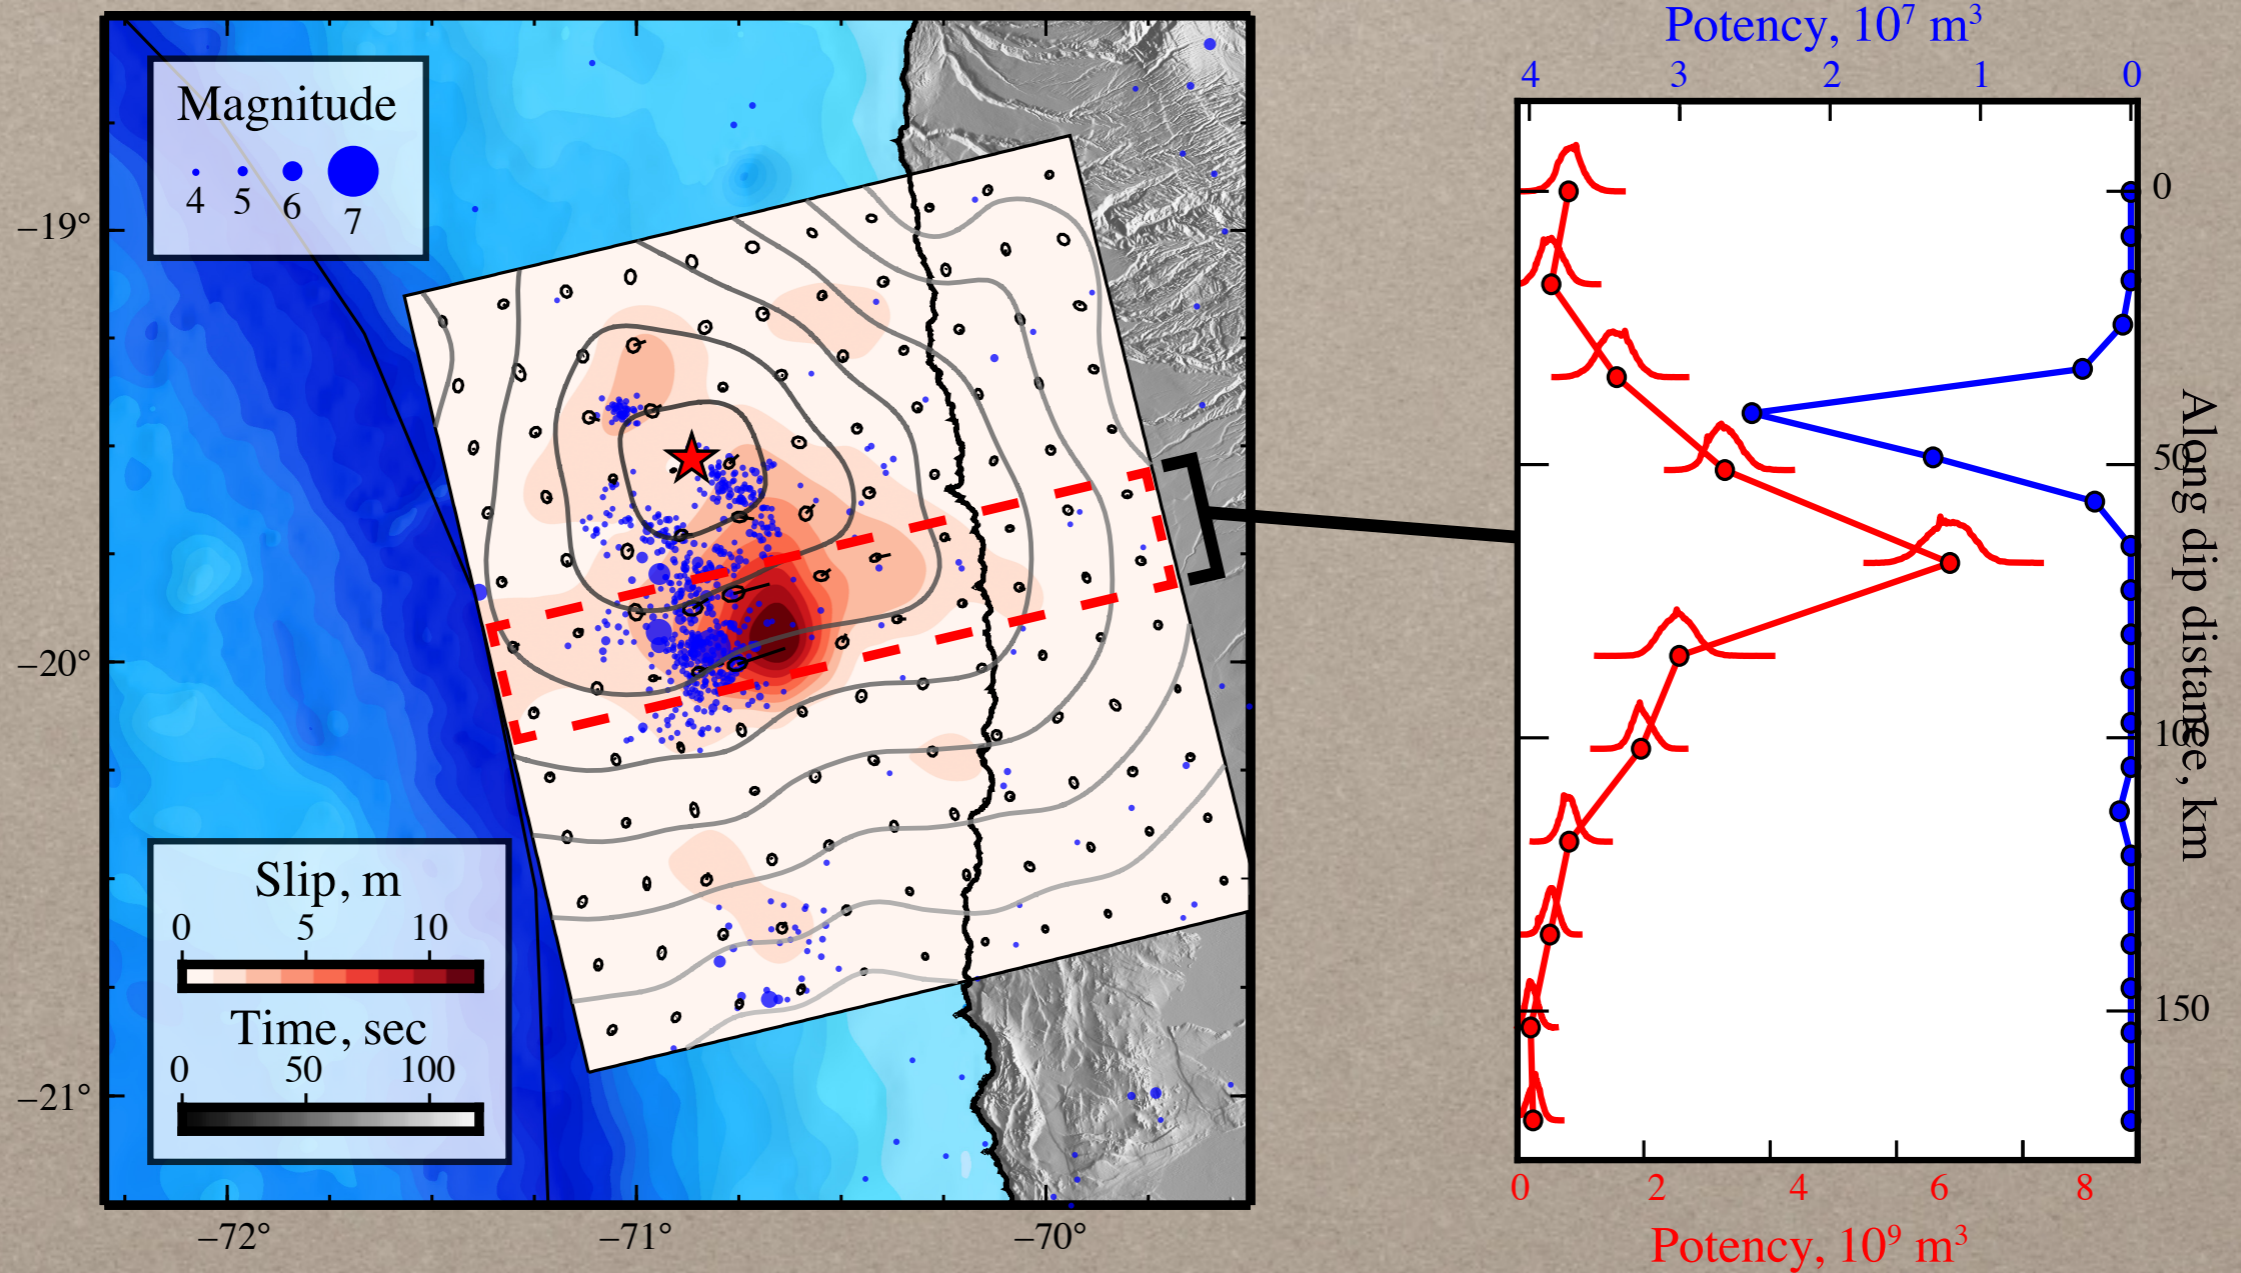 Magnitude
4 5 6 7
−19°
−20°
−21°
−72° −71° −70°
Slip, m
0 5 10
Time, sec
0 50 100
Potency, 10⁷ m³
4 3 2 1 0
0
50
100
150
Along dip distance, km
0 2 4 6 8
Potency, 10⁹ m³